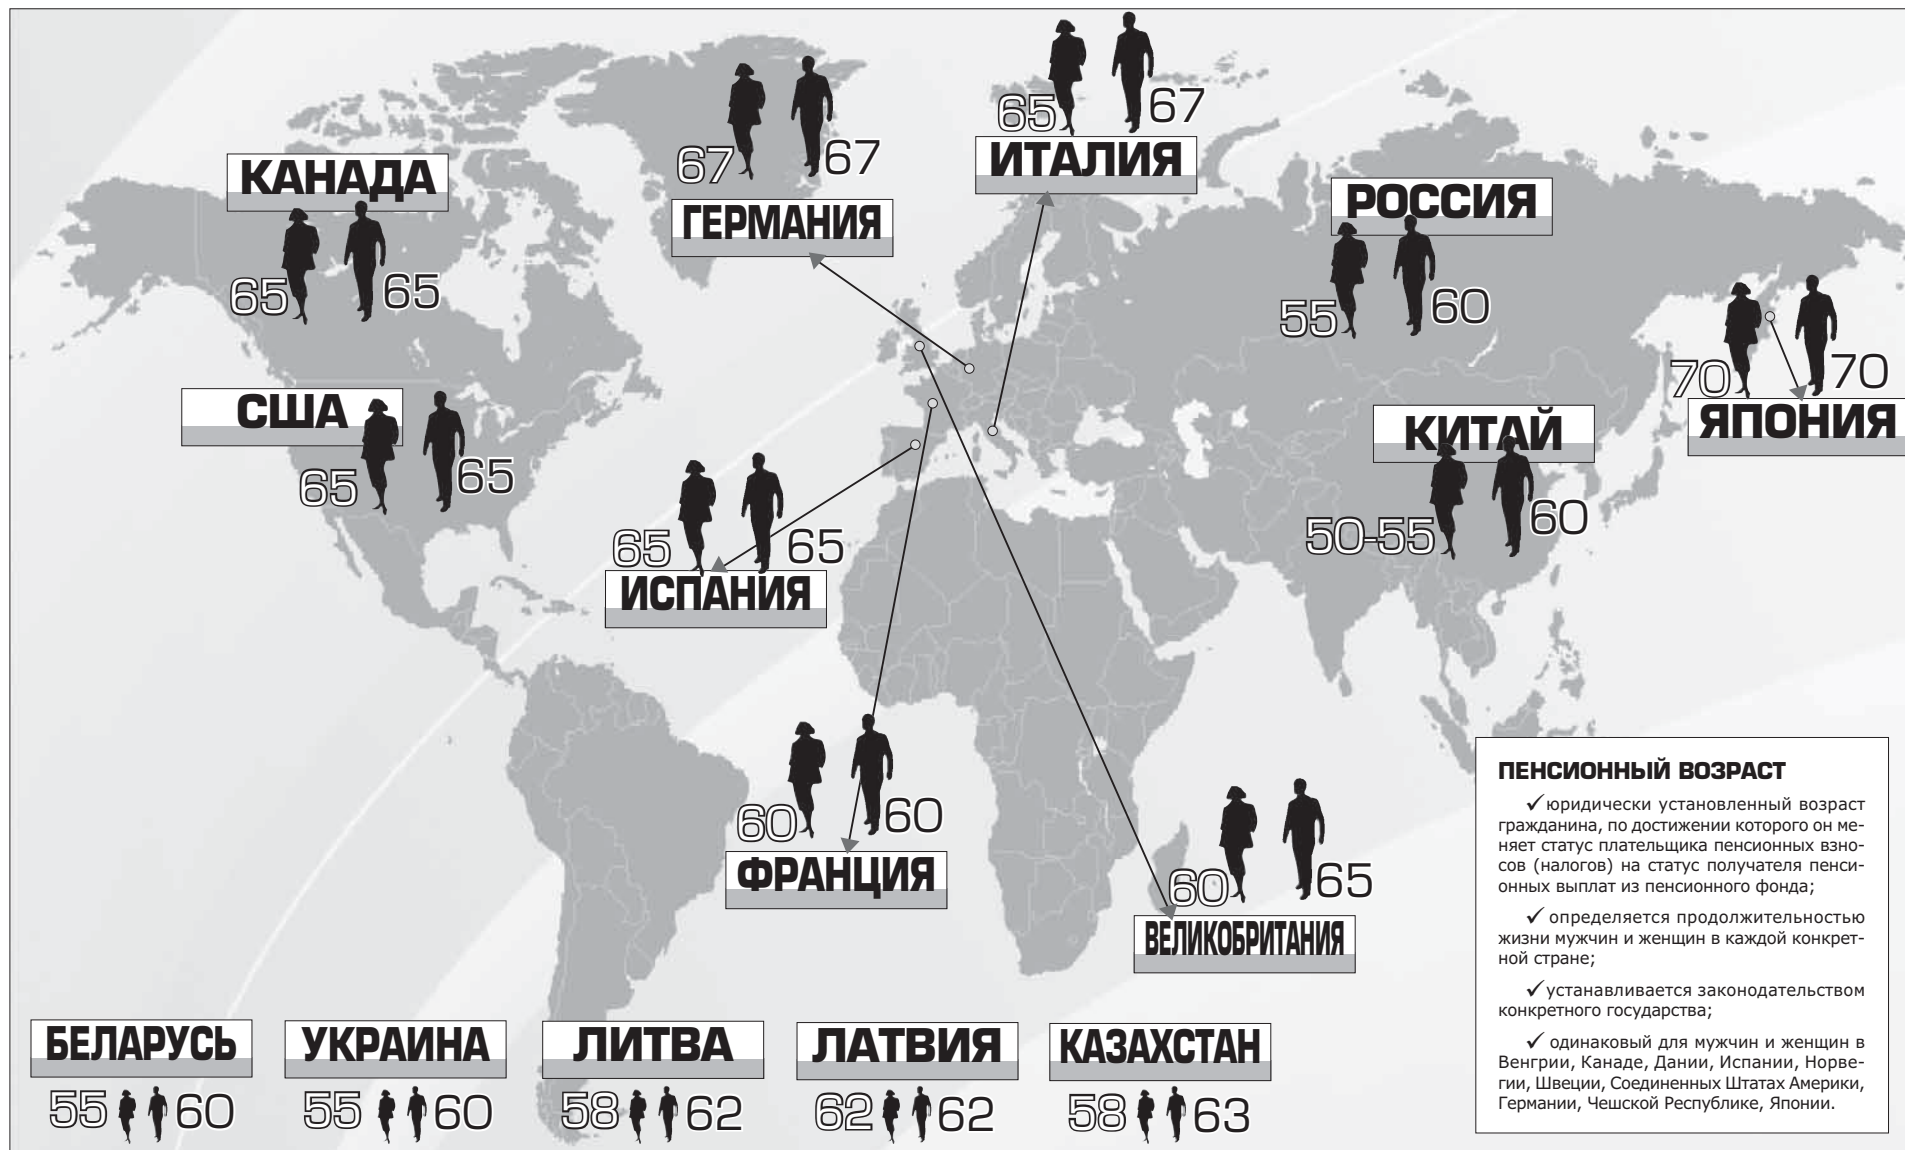 65 67
ИТАЛИЯ
67 67
ГЕРМАНИЯ
КАНАДА
65 65
РОССИЯ
55 60
70 70
ЯПОНИЯ
США
65 65
КИТАЙ
50-55 60
65 65
ИСПАНИЯ
60 60
ФРАНЦИЯ
60 65
ВЕЛИКОБРИТАНИЯ
ПЕНСИОННЫЙ ВОЗРАСТ
✓ юридически установленный возраст
гражданина, по достижении которого он ме-
няет статус плательщика пенсионных взно-
сов (налогов) на статус получателя пенси-
онных выплат из пенсионного фонда;
✓ определяется продолжительностью
жизни мужчин и женщин в каждой конкрет-
ной стране;
✓ устанавливается законодательством
конкретного государства;
✓ одинаковый для мужчин и женщин в
Венгрии, Канаде, Дании, Испании, Норве-
гии, Швеции, Соединенных Штатах Америки,
Германии, Чешской Республике, Японии.
БЕЛАРУСЬ
55 60
УКРАИНА
55 60
ЛИТВА
58 62
ЛАТВИЯ
62 62
КАЗАХСТАН
58 63